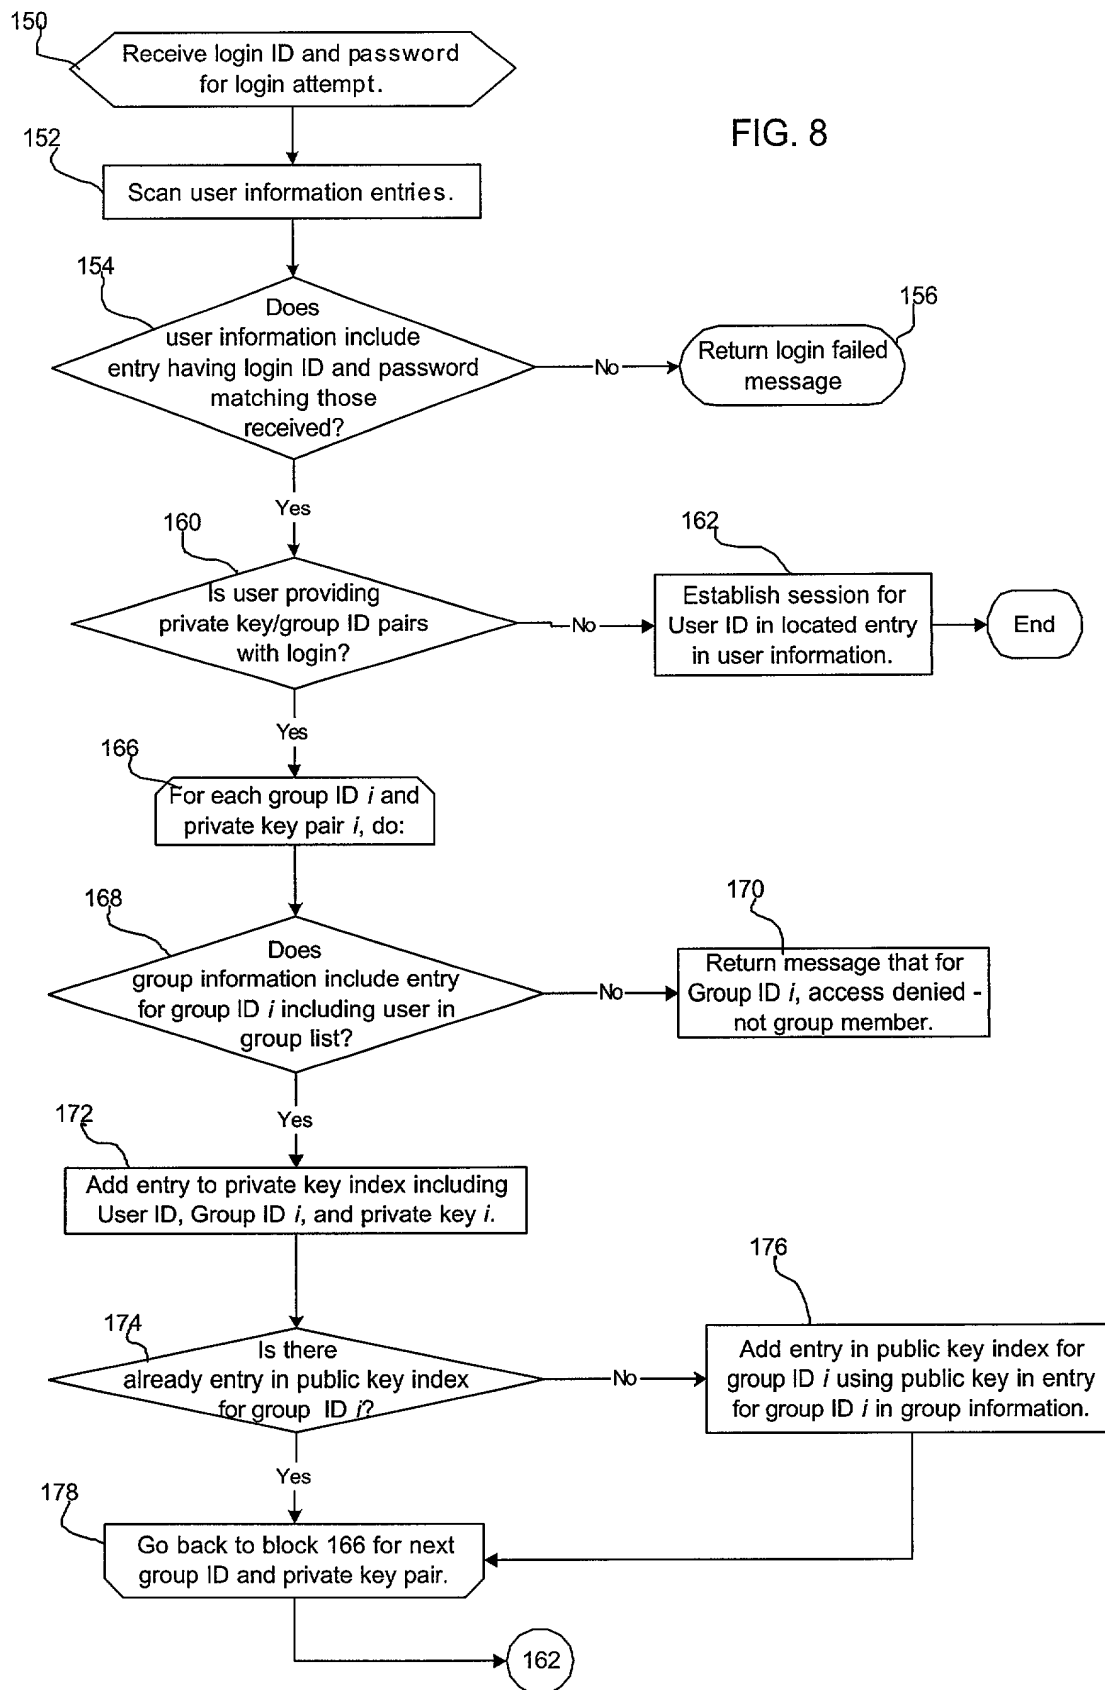 150
Receive login ID and password
for login attempt.
FIG. 8
152
Scan user information entries.
154
Does
user information include
entry having login ID and password
matching those
received?
No
156
Return login failed
message
Yes
160
Is user providing
private key/group ID pairs
with login?
No
162
Establish session for
User ID in located entry
in user information.
End
Yes
166
For each group ID i and
private key pair i, do:
168
Does
group information include entry
for group ID i including user in
group list?
No
170
Return message that for
Group ID i, access denied -
not group member.
Yes
172
Add entry to private key index including
User ID, Group ID i, and private key i.
174
Is there
already entry in public key index
for group ID i?
No
176
Add entry in public key index for
group ID i using public key in entry
for group ID i in group information.
Yes
178
Go back to block 166 for next
group ID and private key pair.
162